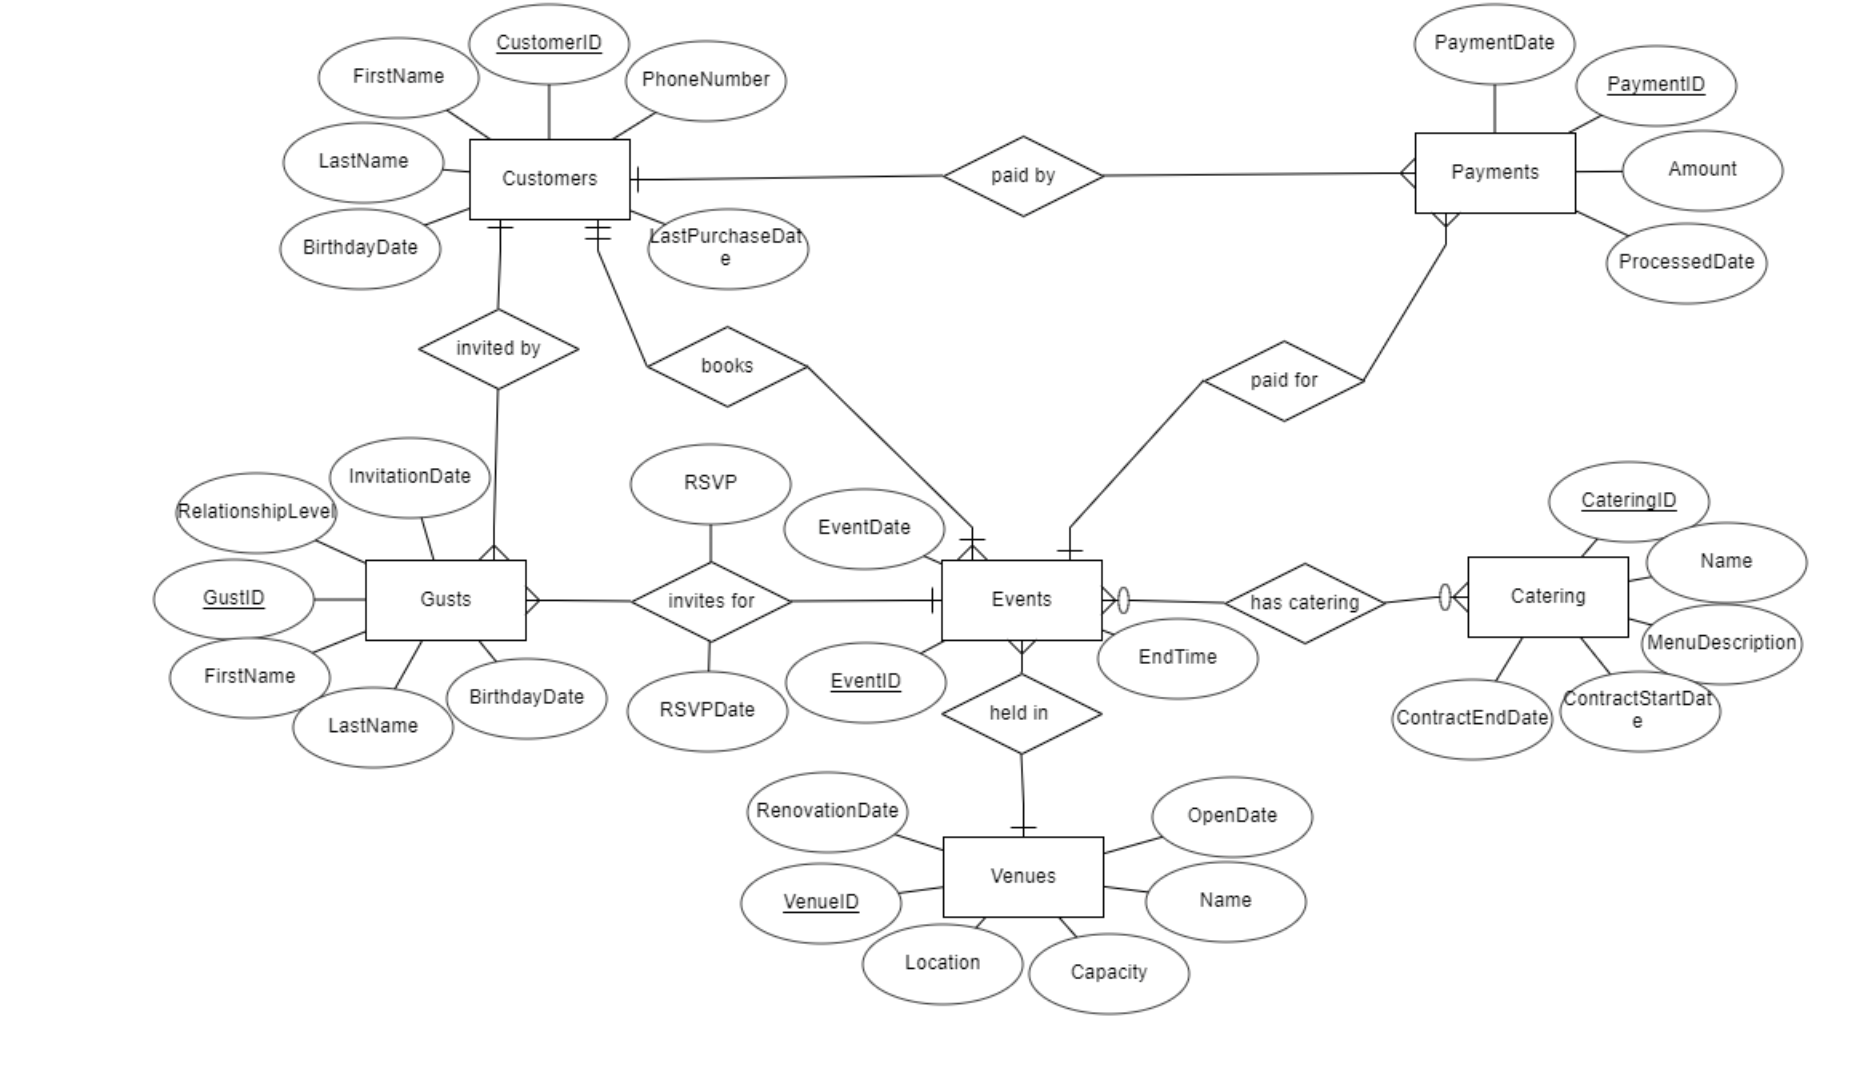 CustomerID
PaymentDate
FirstName
PhoneNumber
PaymentID
LastName
Customers
paid by
Payments
Amount
BirthdayDate
LastPurchaseDat
e
ProcessedDate
invited by
books
paid for
InvitationDate
RSVP
RelationshipLevel
EventDate
CateringID
Name
GustID
Gusts
invites for
Events
has catering
Catering
MenuDescription
FirstName
EventID
EndTime
LastName
BirthdayDate
RSVPDate
held in
ContractEndDate
ContractStartDat
e
RenovationDate
OpenDate
Venues
VenueID
Name
Location
Capacity